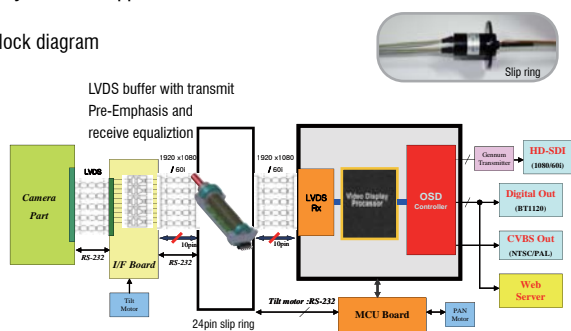 lock diagram
Slip ring
LVDS buffer with transmit
Pre-Emphasis and
receive equaliztion
1920 x1080
/ 60i
1920 x1080
/ 60i
LVDS
Camera
Part
RS-232
I/F Board
10pin
RS-232
10pin
LVDS
Rx
Video Display
Processor
OSD
Controller
Gennum
Transmitter
HD-SDI
(1080/60i)
Digital Out
(BT1120)
CVBS Out
(NTSC/PAL)
Web
Server
Tilt
Motor
24pin slip ring
Tilt motor :RS-232
MCU Board
PAN
Motor